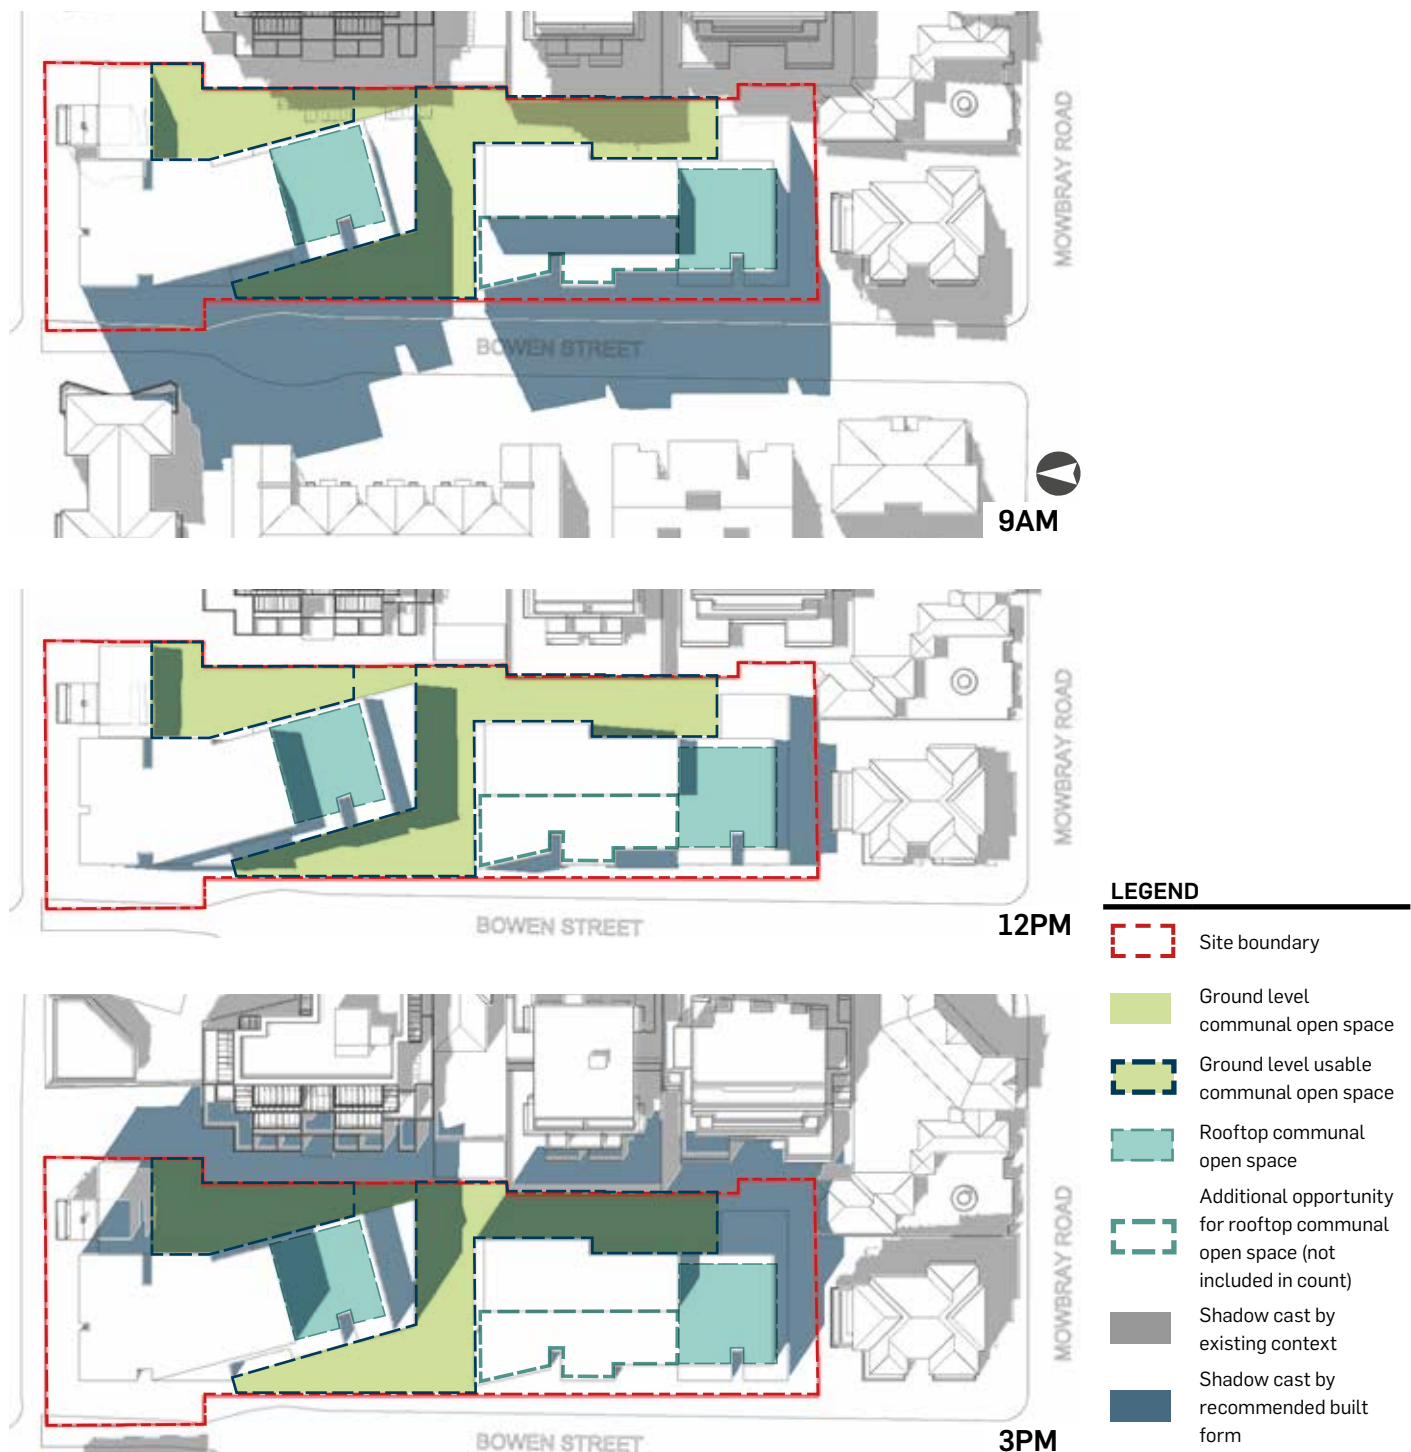 MOWBRAY ROAD
BOWEN STREET
9AM
MOWBRAY ROAD
BOWEN STREET
12PM
LEGEND
Site boundary
Ground level
communal open space
Ground level usable
communal open space
Rooftop communal
open space
Additional opportunity
for rooftop communal
open space (not
included in count)
Shadow cast by
existing context
Shadow cast by
recommended built
form
MOWBRAY ROAD
BOWEN STREET
3PM